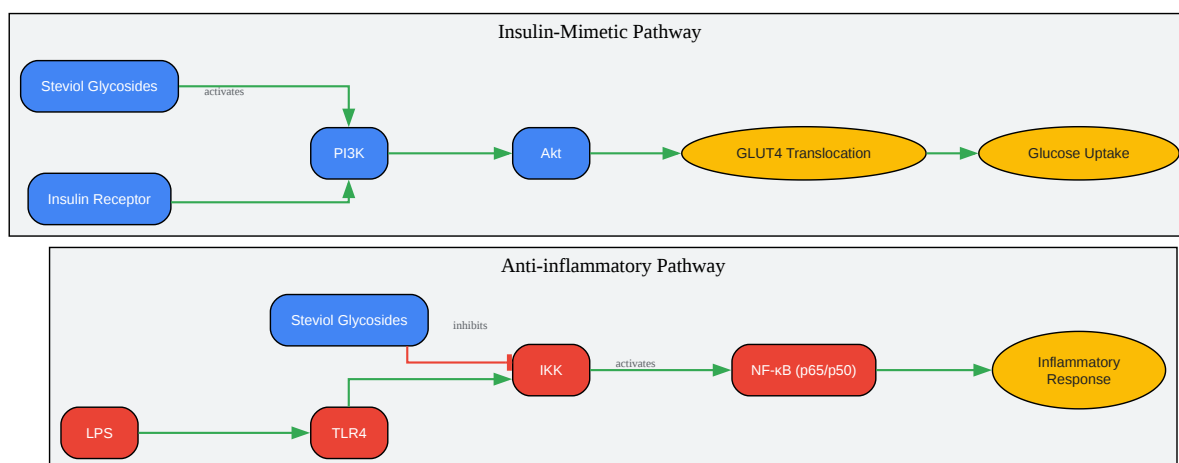 Insulin-Mimetic Pathway
Steviol Glycosides
activates
PI3K
Akt
GLUT4 Translocation
Glucose Uptake
Insulin Receptor
Anti-inflammatory Pathway
Steviol Glycosides
inhibits
IKK
activates
NF-κB (p65/p50)
Inflammatory
Response
LPS
TLR4